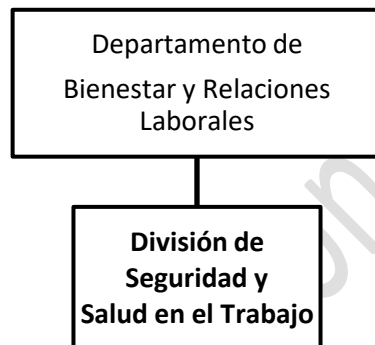 Departamento de
Bienestar y Relaciones
Laborales
División de
Seguridad y
Salud en el Trabajo